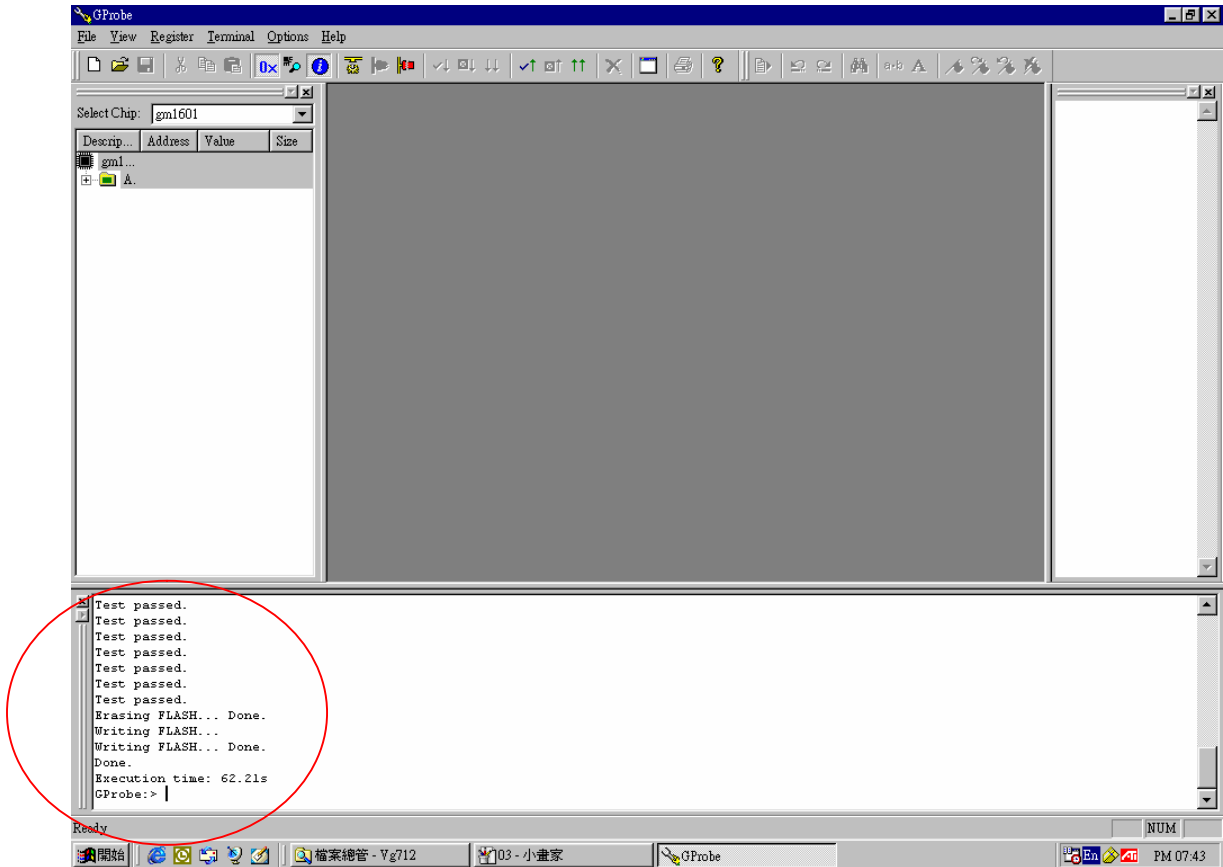 GProbe
File View Register Terminal Options Help
0x
a+b A
Select Chip: gm1601
Descrip... Address Value Size
gm1...
A.
Test passed.
Test passed.
Test passed.
Test passed.
Test passed.
Test passed.
Test passed.
Erasing FLASH... Done.
Writing FLASH...
Writing FLASH... Done.
Done.
Execution time: 62.21s
GProbe:>
Ready NUM
開始 檔案總管 - Vg712 03 - 小畫家 GProbe En ATI PM 07:43